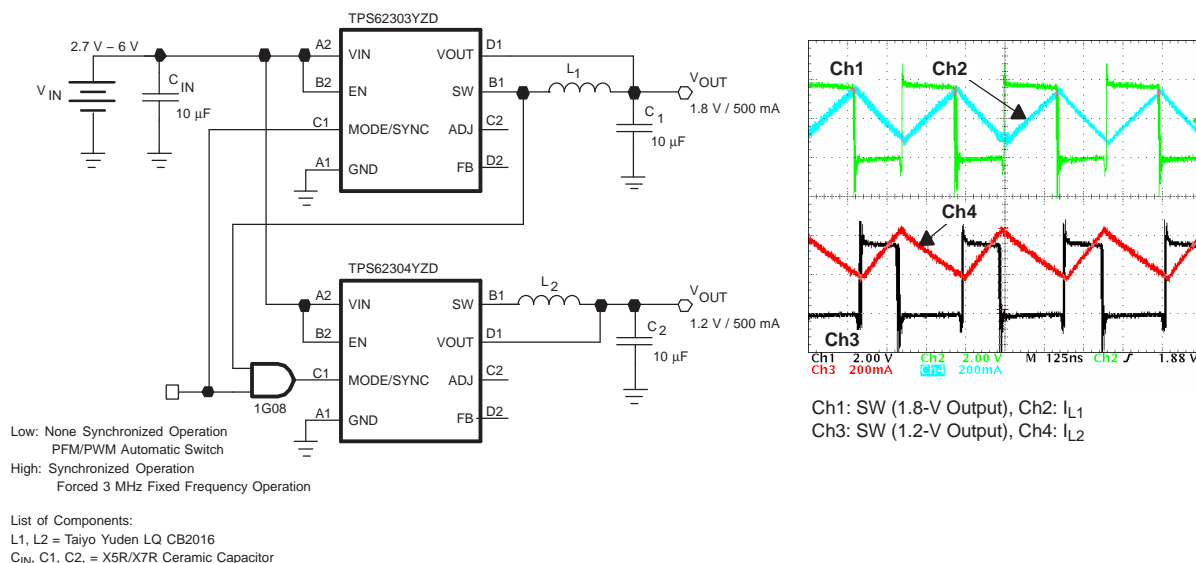 TPS62303YZD
2.7 V – 6 V
A2
VIN
VOUT
D1
L1
VIN
CIN
10 µF
B2
EN
SW
B1
VOUT
1.8 V / 500 mA
C1
MODE/SYNC
ADJ
C2
C1
10 µF
A1
GND
FB
D2
TPS62304YZD
A2
VIN
SW
B1
L2
VOUT
1.2 V / 500 mA
B2
EN
VOUT
D1
C2
10 µF
1G08
C1
MODE/SYNC
ADJ
C2
A1
GND
FB
D2
Low: None Synchronized Operation
PFM/PWM Automatic Switch
High: Synchronized Operation
Forced 3 MHz Fixed Frequency Operation
List of Components:
L1, L2 = Taiyo Yuden LQ CB2016
CIN, C1, C2, = X5R/X7R Ceramic Capacitor
Ch1
Ch2
Ch4
Ch3
Ch1 2.00 V Ch2 2.00 V M 125ns Ch2 1.88 V
Ch3 200mA Ch4 200mA
Ch1: SW (1.8-V Output), Ch2: IL1
Ch3: SW (1.2-V Output), Ch4: IL2